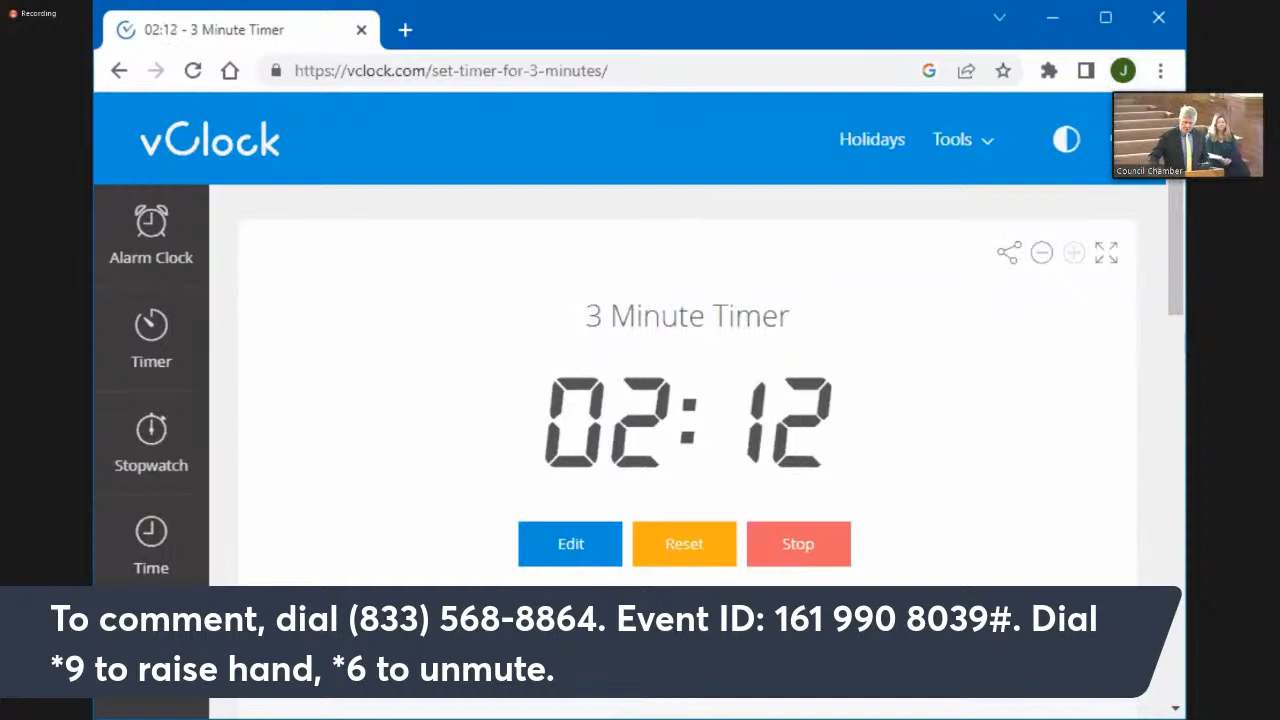 Recording
02:12 - 3 Minute Timer
https://vclock.com/set-timer-for-3-minutes/
G
J
vClock
Holidays
Tools
Council Chamber
Alarm Clock
Timer
Stopwatch
Time
3 Minute Timer
02:12
Edit
Reset
Stop
To comment, dial (833) 568-8864. Event ID: 161 990 8039#. Dial
*9 to raise hand, *6 to unmute.